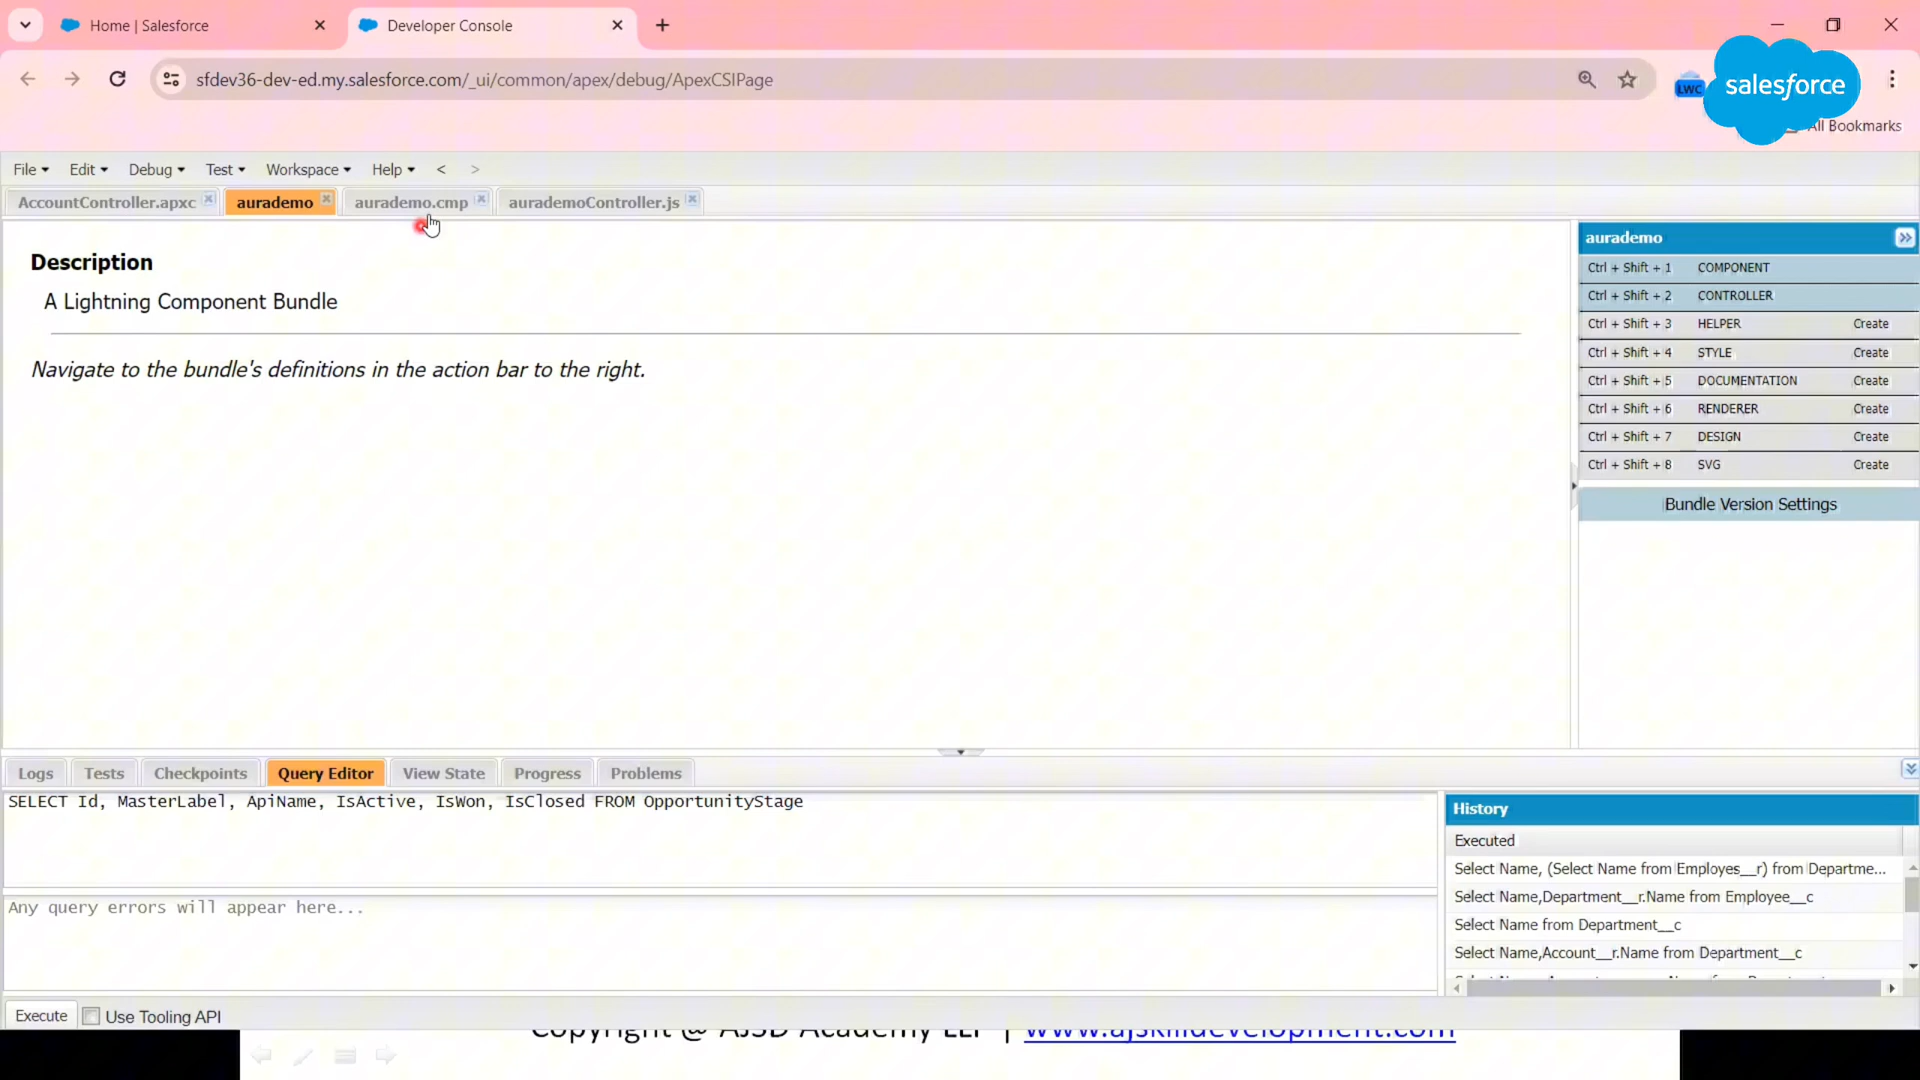 Home | Salesforce
Developer Console
sfdev36-dev-ed.my.salesforce.com/_ui/common/apex/debug/ApexCSIPage
LWC
salesforce
All Bookmarks
File Edit Debug Test Workspace Help < >
AccountController.apxc
aurademo
aurademo.cmp
aurademoController.js
Description
A Lightning Component Bundle
Navigate to the bundle's definitions in the action bar to the right.
aurademo
Ctrl + Shift + 1 COMPONENT
Ctrl + Shift + 2 CONTROLLER
Ctrl + Shift + 3 HELPER Create
Ctrl + Shift + 4 STYLE Create
Ctrl + Shift + 5 DOCUMENTATION Create
Ctrl + Shift + 6 RENDERER Create
Ctrl + Shift + 7 DESIGN Create
Ctrl + Shift + 8 SVG Create
Bundle Version Settings
Logs Tests Checkpoints Query Editor View State Progress Problems
SELECT Id, MasterLabel, ApiName, IsActive, IsWon, IsClosed FROM OpportunityStage
Any query errors will appear here...
History
Executed
Select Name, (Select Name from Employes__r) from Departme...
Select Name,Department__r.Name from Employee__c
Select Name from Department__c
Select Name,Account__r.Name from Department__c
Execute Use Tooling API
Copyright @ AJSD Academy LLP | www.ajskilldevelopment.com